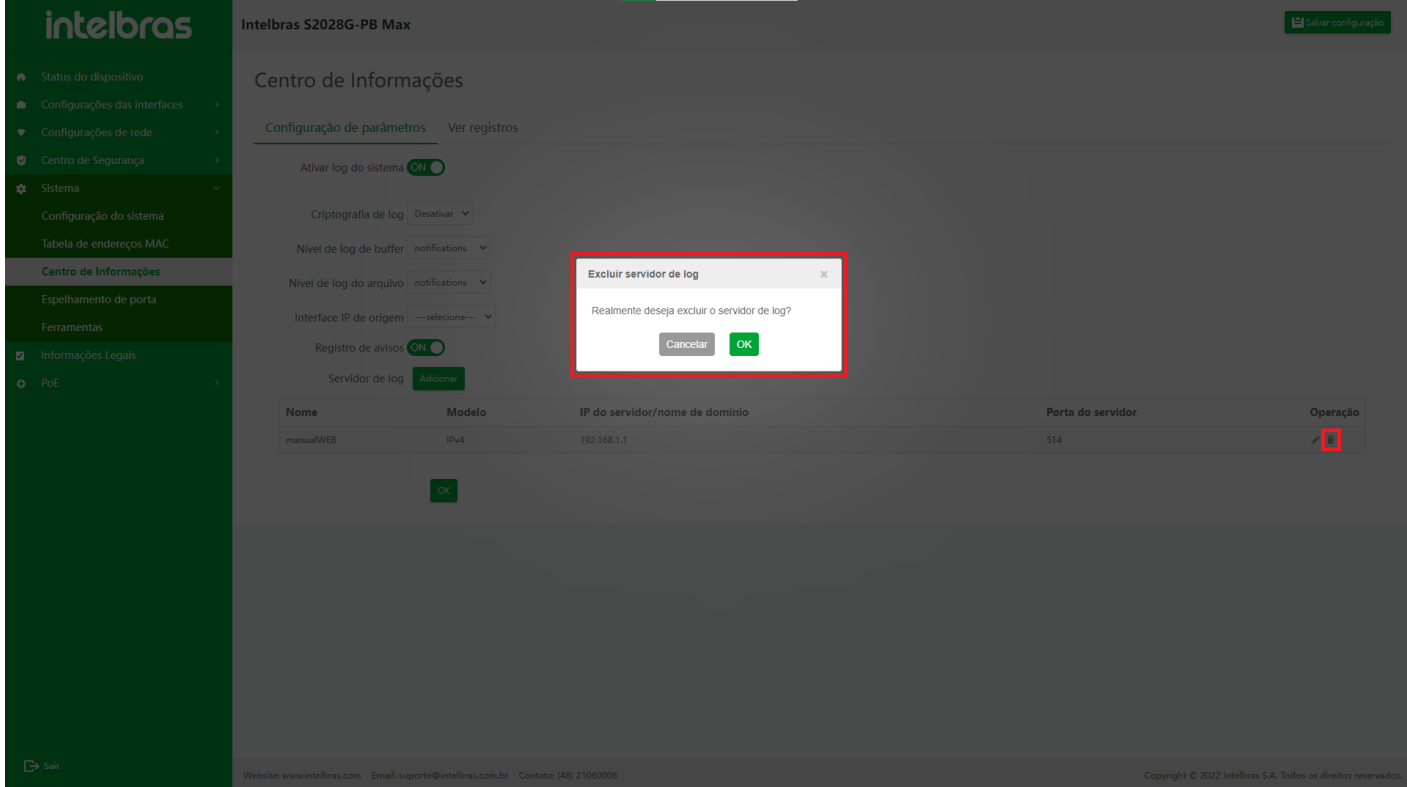 intelbras
Intelbras S2028G-PB Max
Salvar configuração
Status do dispositivo
Configurações das Interfaces
Configurações de rede
Centro de Segurança
Sistema
Configuração do sistema
Tabela de endereços MAC
Centro de Informações
Espelhamento de porta
Ferramentas
Informações Legais
PoE
Sair
Centro de Informações
Configuração de parâmetros Ver registros
Ativar log do sistema ON
Criptografia de log Desativar
Nível de log de buffer notifications
Nível de log do arquivo notifications
Interface IP de origem ---selecione---
Registro de avisos ON
Servidor de log Adicionar
Nome Modelo IP do servidor/nome de domínio Porta do servidor Operação
manualWEB IPv4 192.168.1.1 514
OK
Excluir servidor de log ×
Realmente deseja excluir o servidor de log?
Cancelar OK
Website: www.intelbras.com Email: suporte@intelbras.com.br Contato: (48) 21060006 Copyright © 2022 Intelbras S.A. Todos os direitos reservados.